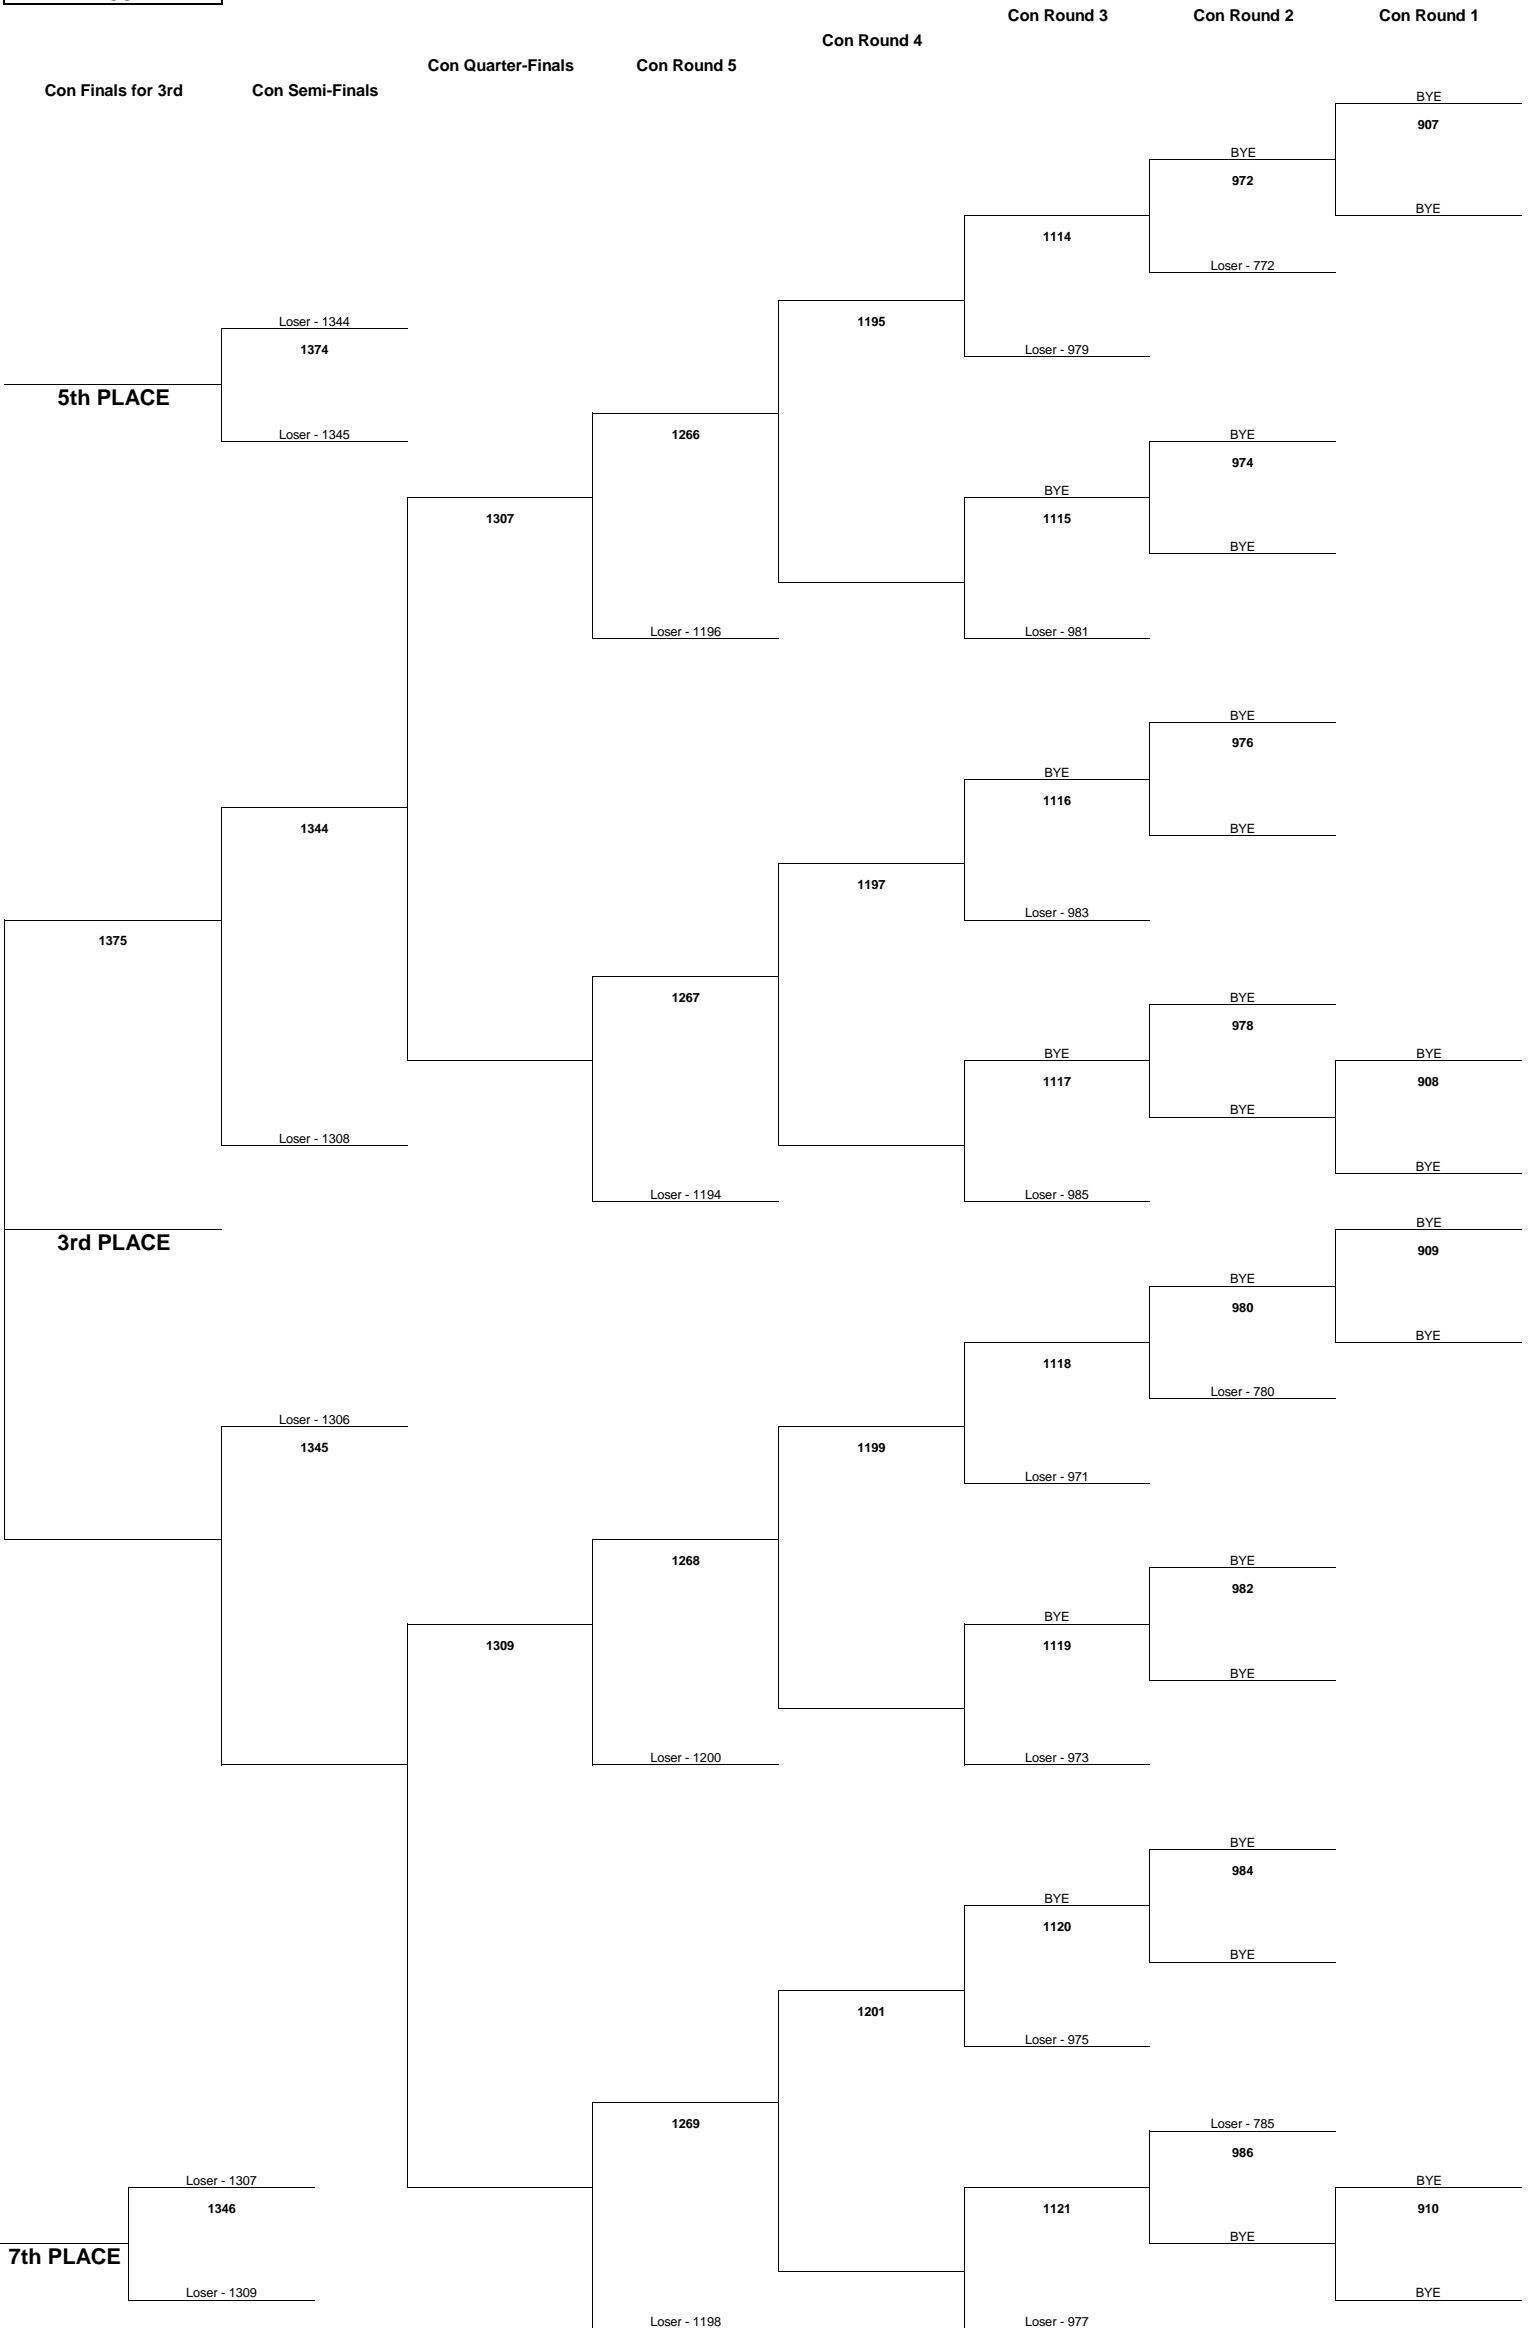 Con Round 3
Con Round 2
Con Round 1
Con Round 4
Con Quarter-Finals
Con Round 5
Con Finals for 3rd
Con Semi-Finals
BYE
907
BYE
972
BYE
1114
Loser - 772
Loser - 1344
1195
1374
Loser - 979
5th PLACE
Loser - 1345
1266
BYE
974
BYE
1307
1115
BYE
Loser - 1196
Loser - 981
BYE
976
BYE
1116
1344
BYE
1197
Loser - 983
1375
1267
BYE
978
BYE
BYE
1117
908
BYE
Loser - 1308
BYE
Loser - 1194
Loser - 985
BYE
3rd PLACE
909
BYE
980
BYE
1118
Loser - 780
Loser - 1306
1345
1199
Loser - 971
1268
BYE
982
BYE
1309
1119
BYE
Loser - 1200
Loser - 973
BYE
984
BYE
1120
BYE
1201
Loser - 975
1269
Loser - 785
986
Loser - 1307
BYE
1346
1121
910
BYE
7th PLACE
Loser - 1309
BYE
Loser - 1198
Loser - 977